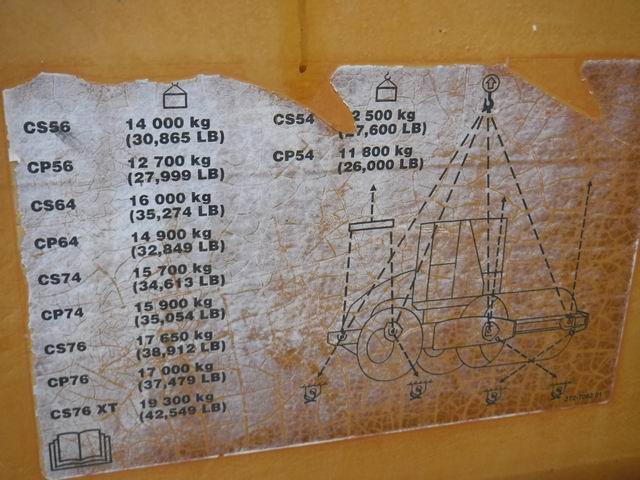 CS56 14 000 kg
(30,865 LB)
CP56 12 700 kg
(27,999 LB)
CS64 16 000 kg
(35,274 LB)
CP64 14 900 kg
(32,849 LB)
CS74 15 700 kg
(34,613 LB)
CP74 15 900 kg
(35,054 LB)
CS76 17 650 kg
(38,912 LB)
CP76 17 000 kg
(37,479 LB)
CS76 XT 19 300 kg
(42,549 LB)
CS54 2 500 kg
7,600 LB)
CP54 11 800 kg
(26,000 LB)